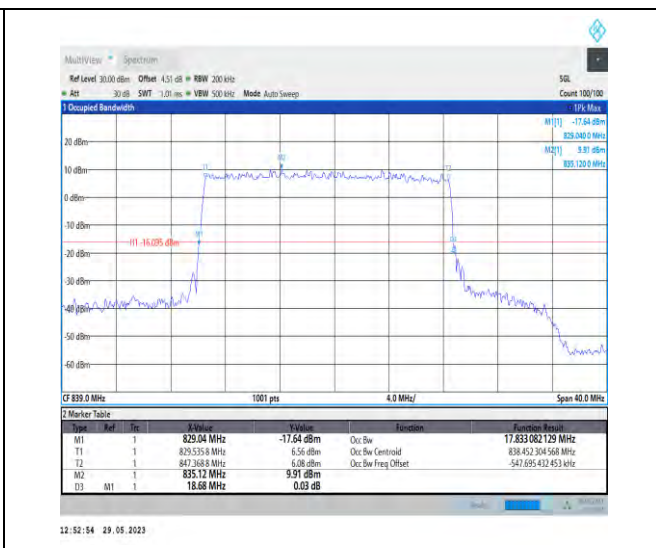 MultiView Spectrum
Ref Level 30.00 dBm Offset 4.51 dB RBW 200 kHz SGL
Att 30 dB SWT 1.01 ms VBW 500 kHz Mode Auto Sweep Count 100/100
1 Occupied Bandwidth 1Pk Max
M1[1] -17.64 dBm
829.040 0 MHz
M2[1] 9.91 dBm
835.120 0 MHz
20 dBm
M2
T1
10 dBm
0 dBm
-10 dBm
M1
H1 -16.095 dBm
D3
-20 dBm
-30 dBm
-40 dBm
-50 dBm
-60 dBm
CF 839.0 MHz 1001 pts 4.0 MHz/ Span 40.0 MHz
2 Marker Table
Type Ref Trc X-Value Y-Value Function Function Result
M1 1 829.04 MHz -17.64 dBm Occ Bw 17.833 082 129 MHz
T1 1 829.535 8 MHz 6.56 dBm Occ Bw Centroid 838.452 304 568 MHz
T2 1 847.368 8 MHz 6.08 dBm Occ Bw Freq Offset -547.695 432 453 kHz
M2 1 835.12 MHz 9.91 dBm
D3 M1 1 18.68 MHz 0.03 dB
12:52:54 29.05.2023